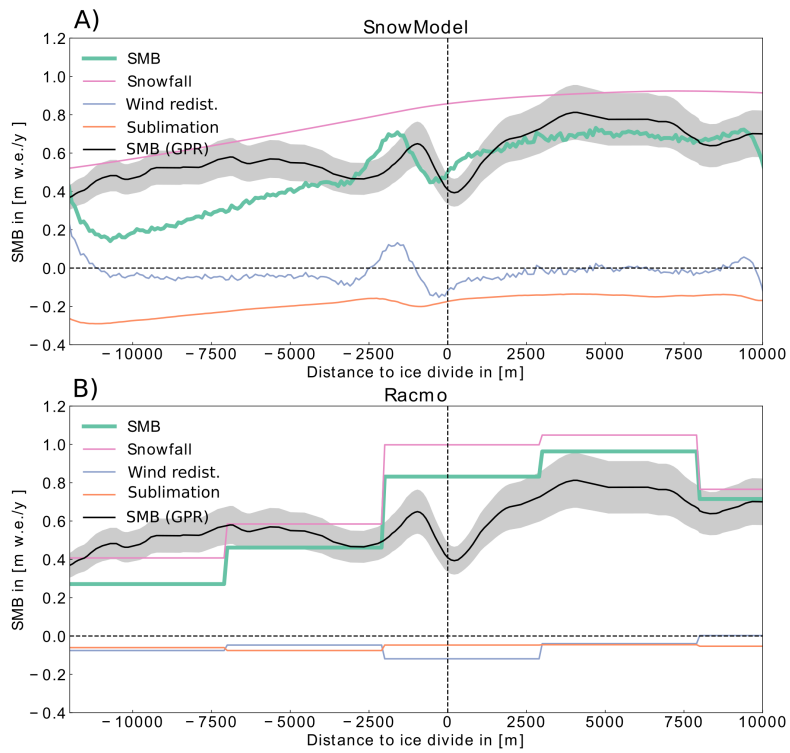 A)
SnowModel
SMB in [m w.e./y ]
1.2
1.0
0.8
0.6
0.4
0.2
0.0
−0.2
−0.4
SMB
Snowfall
Wind redist.
Sublimation
SMB (GPR)
−10000 −7500 −5000 −2500 0 2500 5000 7500 10000
Distance to ice divide in [m]
B)
Racmo
SMB in [m w.e./y ]
1.2
1.0
0.8
0.6
0.4
0.2
0.0
−0.2
−0.4
SMB
Snowfall
Wind redist.
Sublimation
SMB (GPR)
−10000 −7500 −5000 −2500 0 2500 5000 7500 10000
Distance to ice divide in [m]